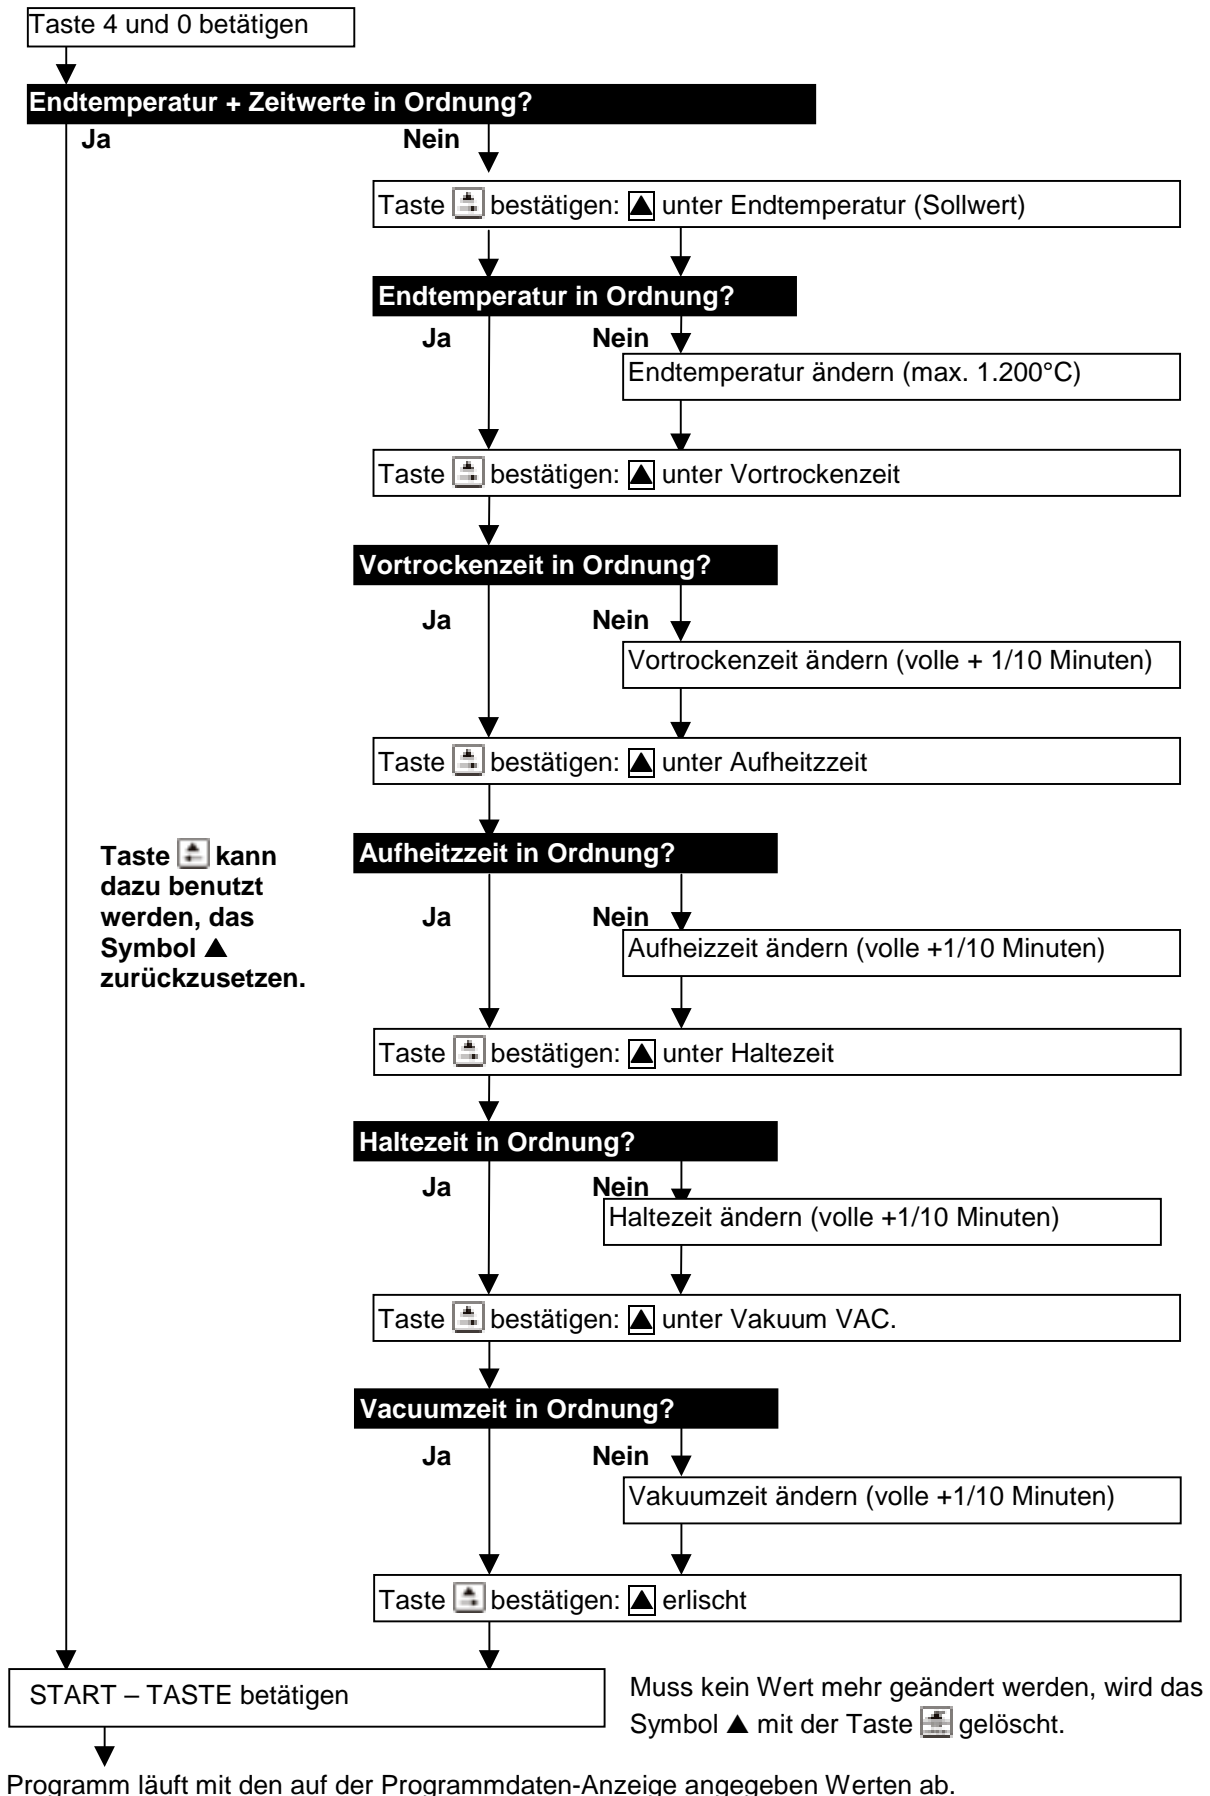 Taste 4 und 0 betätigen
Endtemperatur + Zeitwerte in Ordnung?
Ja Nein
Taste bestätigen: ▲ unter Endtemperatur (Sollwert)
Endtemperatur in Ordnung?
Ja Nein
Endtemperatur ändern (max. 1.200°C)
Taste bestätigen: ▲ unter Vortrockenzeit
Vortrockenzeit in Ordnung?
Ja Nein
Vortrockenzeit ändern (volle + 1/10 Minuten)
Taste bestätigen: ▲ unter Aufheitzzeit
Taste kann
dazu benutzt
werden, das
Symbol ▲
zurückzusetzen.
Aufheitzzeit in Ordnung?
Ja Nein
Aufheizzeit ändern (volle +1/10 Minuten)
Taste bestätigen: ▲ unter Haltezeit
Haltezeit in Ordnung?
Ja Nein
Haltezeit ändern (volle +1/10 Minuten)
Taste bestätigen: ▲ unter Vakuum VAC.
Vacuumzeit in Ordnung?
Ja Nein
Vakuumzeit ändern (volle +1/10 Minuten)
Taste bestätigen: ▲ erlischt
START – TASTE betätigen
Muss kein Wert mehr geändert werden, wird das
Symbol ▲ mit der Taste gelöscht.
Programm läuft mit den auf der Programmdaten-Anzeige angegeben Werten ab.